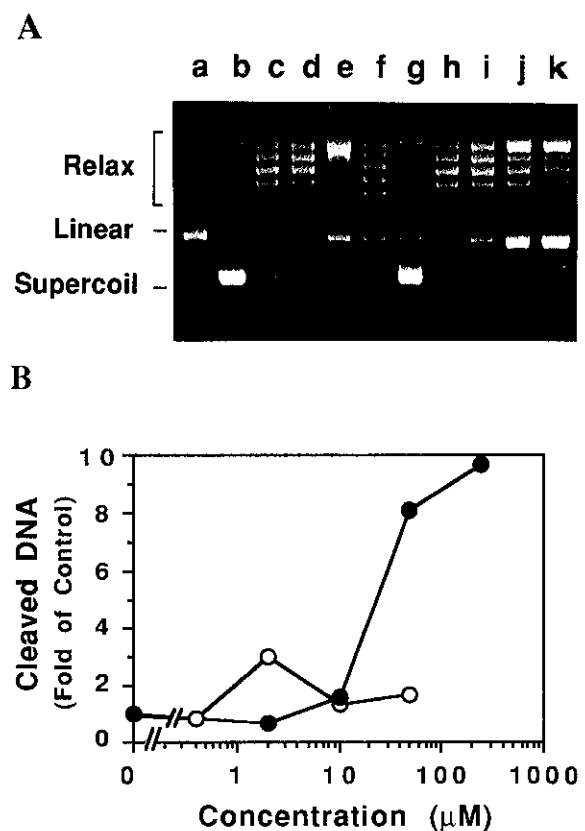 A
a b c d e f g h i j k
Relax
Linear
Supercoil
B
Cleaved DNA
(Fold of Control)
10
8
6
4
2
0
0 1 10 100 1000
Concentration (μM)